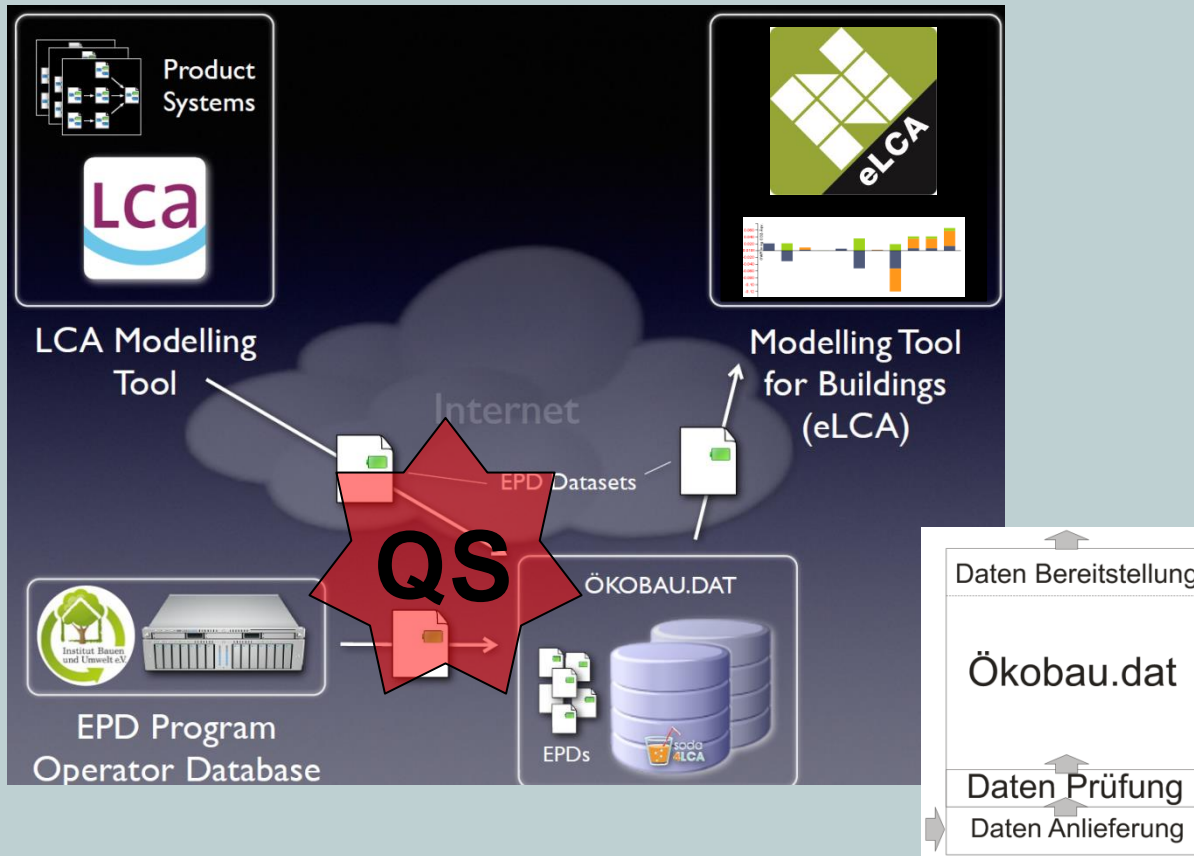 Product
Systems
Lca
LCA Modelling
Tool
eLCA
Modelling Tool
for Buildings
(eLCA)
Internet
EPD Datasets
QS
Institut Bauen
und Umwelt e.V.
EPD Program
Operator Database
ÖKOBAU.DAT
EPDs
soda
4LCA
Daten Bereitstellung
Ökobau.dat
Daten Prüfung
Daten Anlieferung